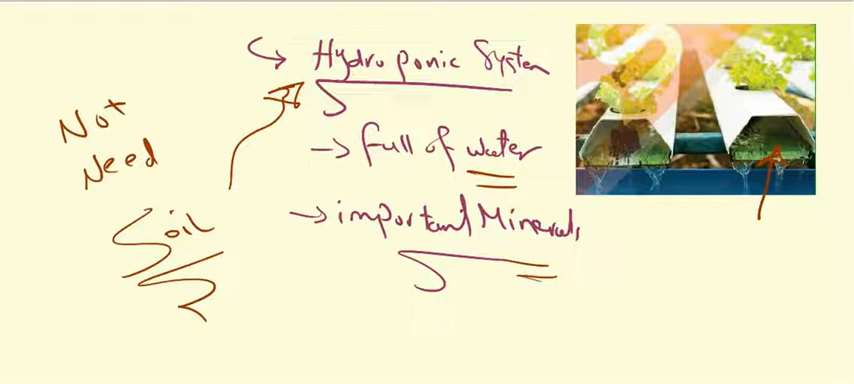 Hydroponic System
Not
Need
Soil
→ full of water
→ important Minerals